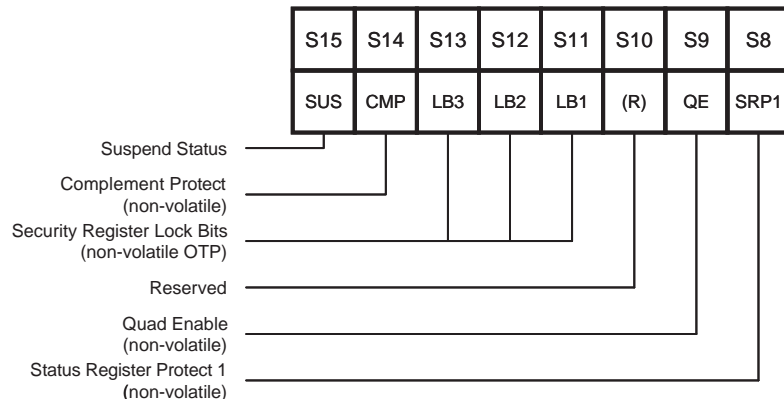 S15 S14 S13 S12 S11 S10 S9 S8
SUS CMP LB3 LB2 LB1 (R) QE SRP1
Suspend Status
Complement Protect
(non-volatile)
Security Register Lock Bits
(non-volatile OTP)
Reserved
Quad Enable
(non-volatile)
Status Register Protect 1
(non-volatile)